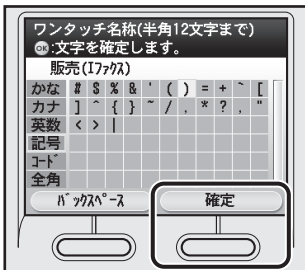 ワンタッチ名称(半角12文字まで)
OK:文字を確定します。
販売(Iﾌｧｸｽ)
かな # $ % & ' ( ) = + ` [
カナ ] ^ { } ~ / . * ? , "
英数 < > |
記号
ｺｰﾄﾞ
全角
ﾊﾞｯｸｽﾍﾟｰｽ 確定